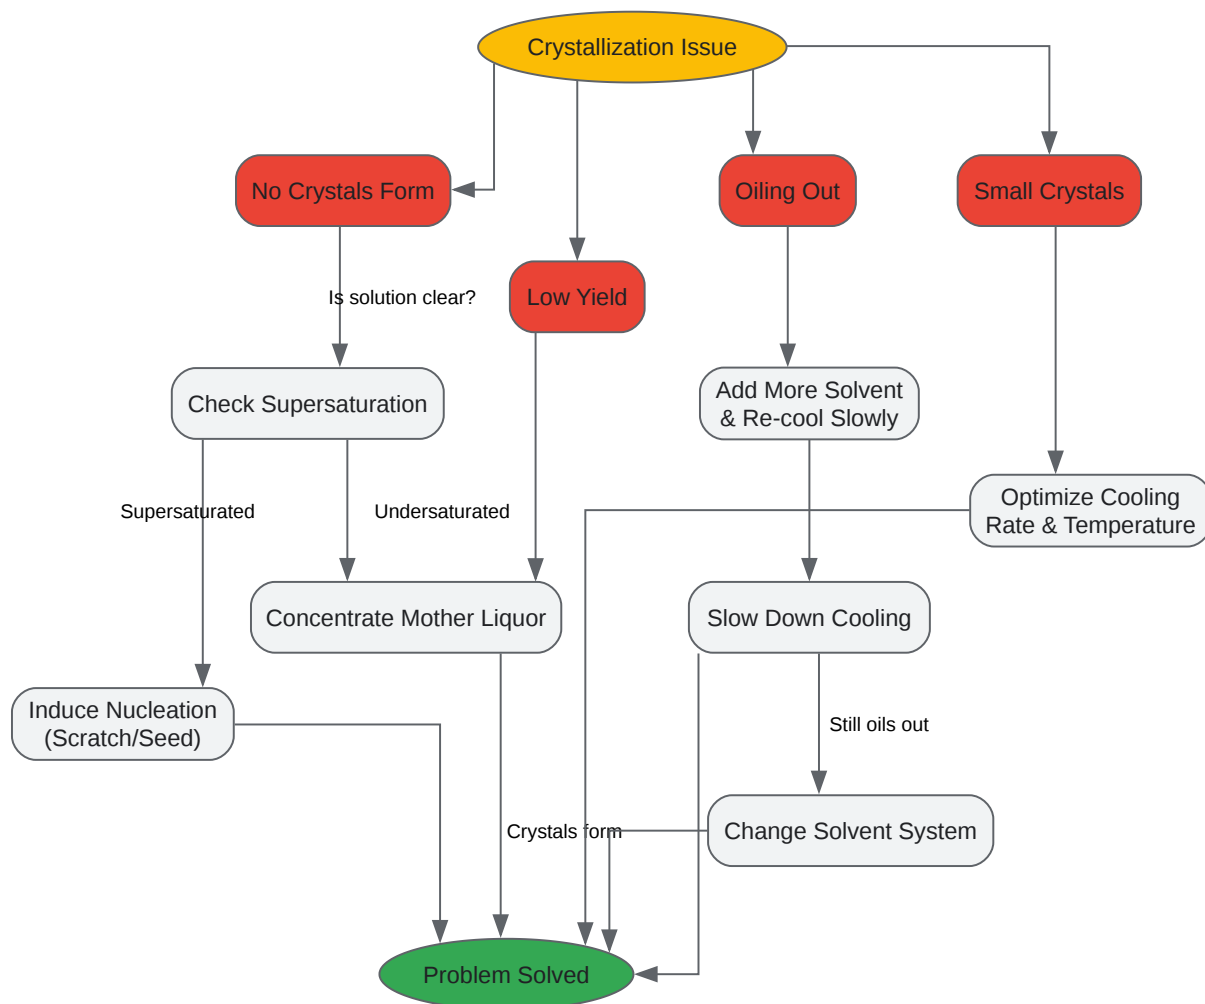 Crystallization Issue
No Crystals Form
Oiling Out
Small Crystals
Is solution clear?
Low Yield
Check Supersaturation
Add More Solvent
& Re-cool Slowly
Supersaturated
Undersaturated
Optimize Cooling
Rate & Temperature
Concentrate Mother Liquor
Slow Down Cooling
Induce Nucleation
(Scratch/Seed)
Still oils out
Crystals form
Change Solvent System
Problem Solved